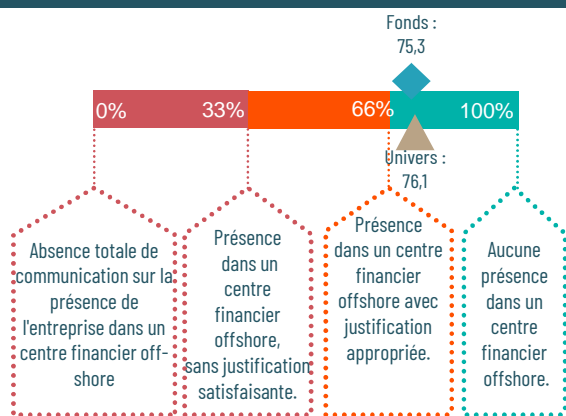 Fonds :
75,3
0%
33%
66%
100%
Univers :
76,1
Absence totale de
communication sur la
présence de
l'entreprise dans un
centre financier off-
shore
Présence
dans un
centre
financier
offshore,
sans justification
satisfaisante.
Présence
dans un centre
financier
offshore avec
justification
appropriée.
Aucune
présence
dans un
centre
financier
offshore.